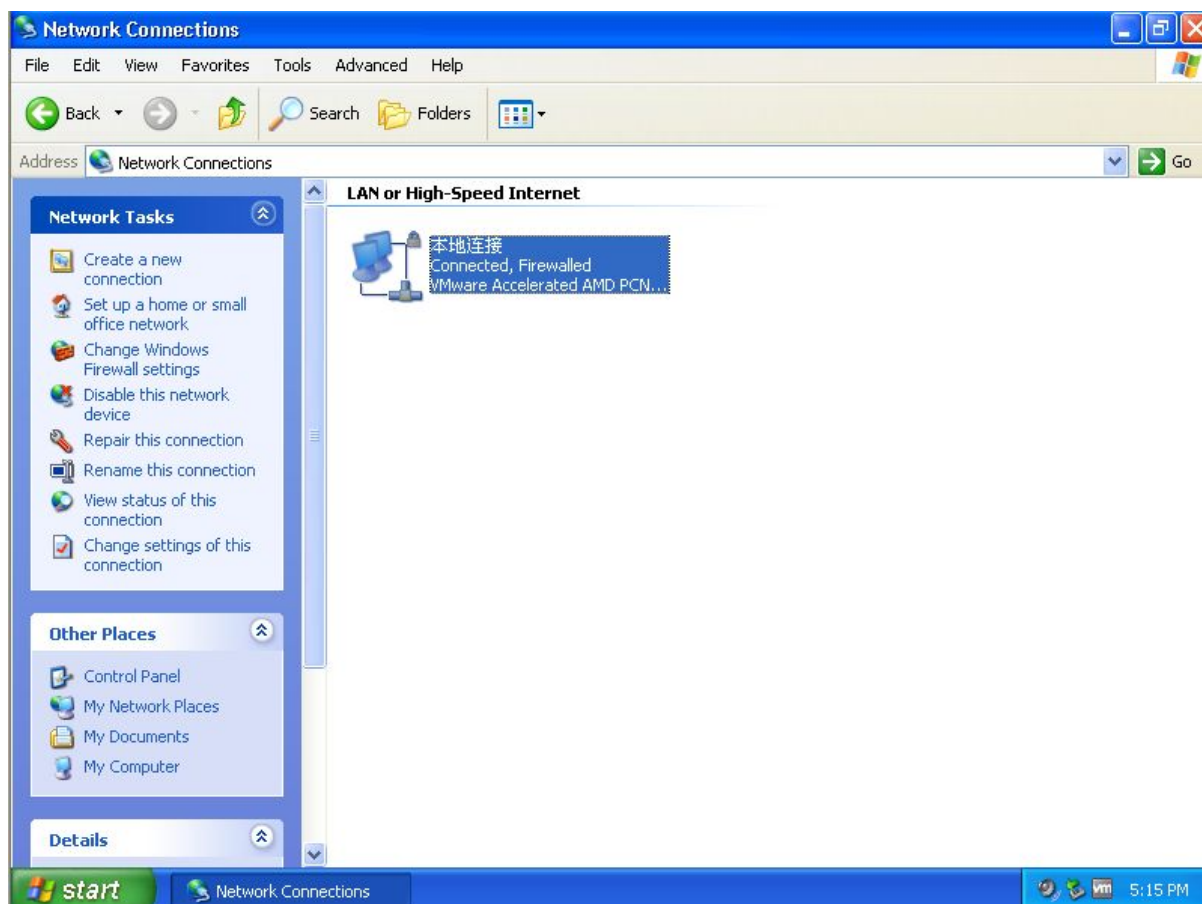 Network Connections
File Edit View Favorites Tools Advanced Help
Back Search Folders
Address Network Connections Go
Network Tasks
Create a new
connection
Set up a home or small
office network
Change Windows
Firewall settings
Disable this network
device
Repair this connection
Rename this connection
View status of this
connection
Change settings of this
connection
Other Places
Control Panel
My Network Places
My Documents
My Computer
Details
LAN or High-Speed Internet
本地连接
Connected, Firewalled
VMware Accelerated AMD PCN...
start Network Connections vm 5:15 PM